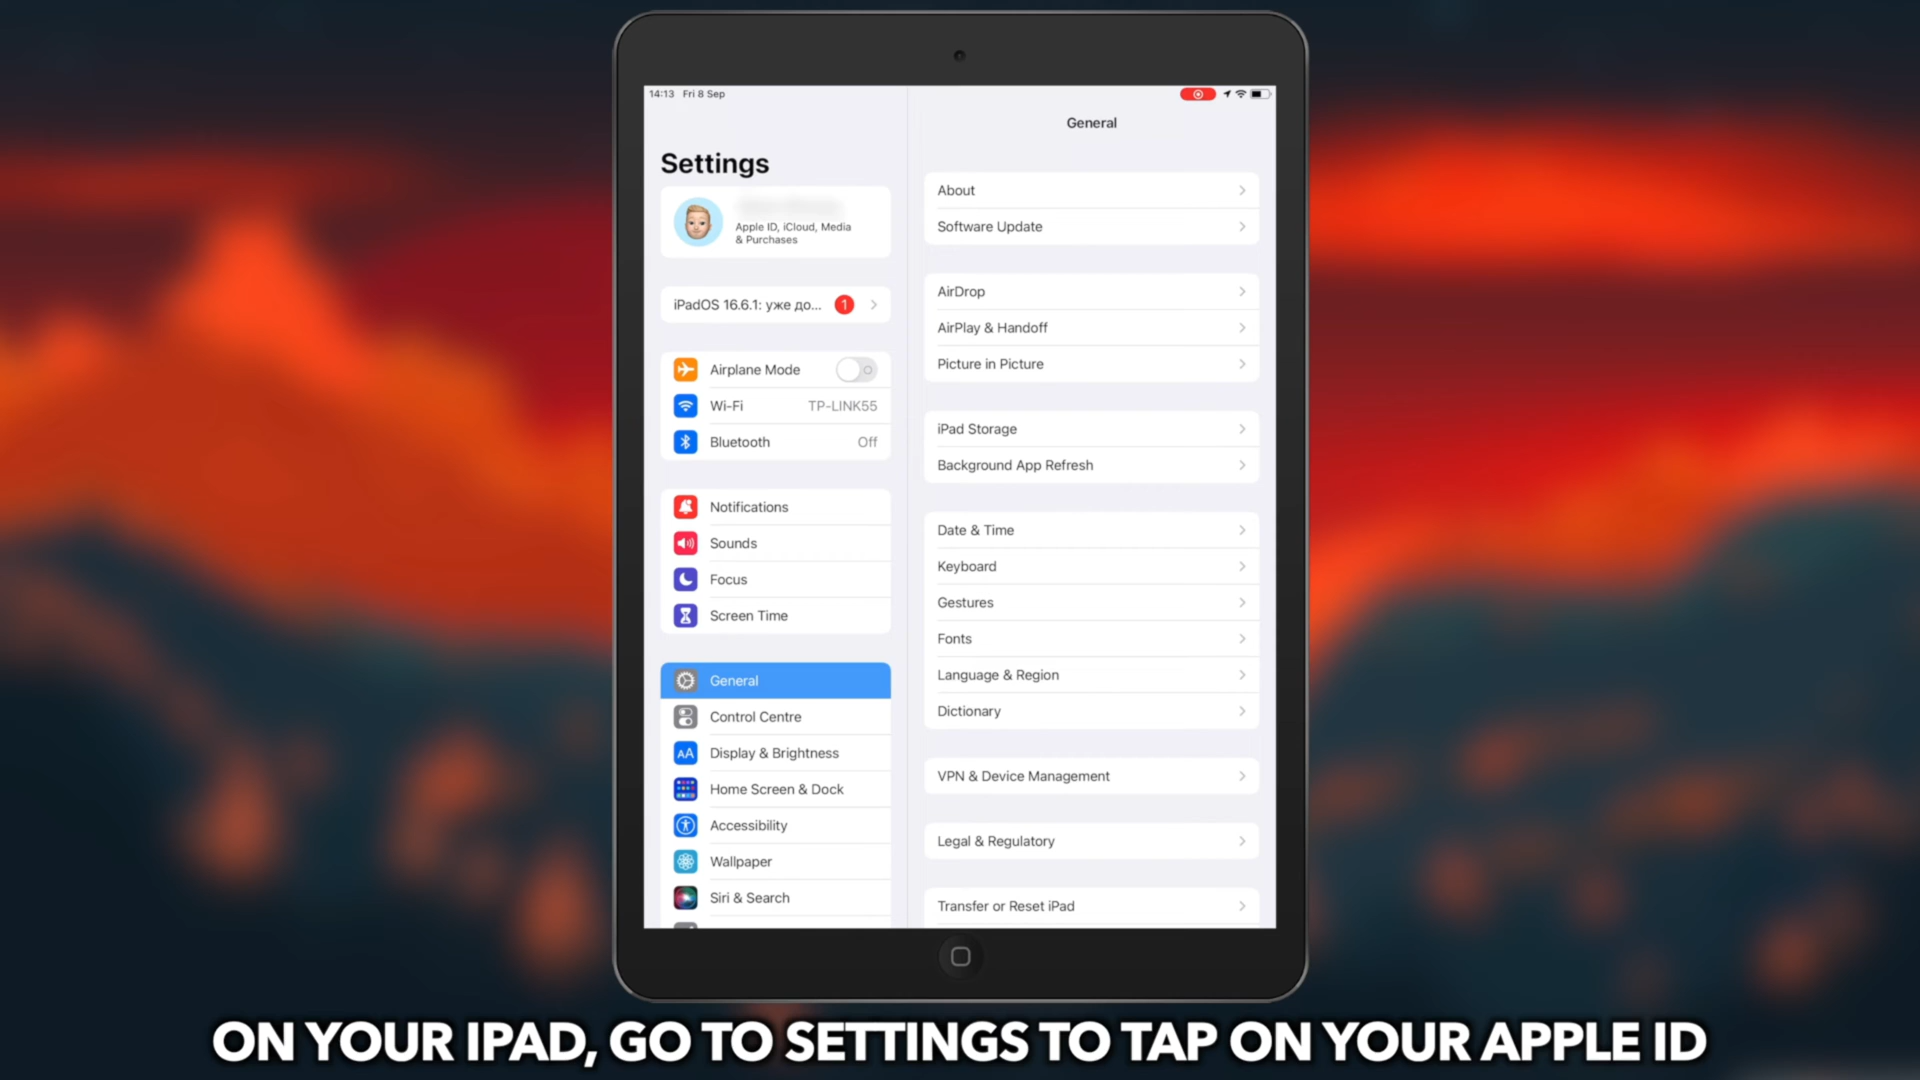 14:13 Fri 8 Sep
Settings
Apple ID, iCloud, Media
& Purchases
iPadOS 16.6.1: уже до... 1
Airplane Mode
Wi-Fi TP-LINK55
Bluetooth Off
Notifications
Sounds
Focus
Screen Time
General
Control Centre
AA Display & Brightness
Home Screen & Dock
Accessibility
Wallpaper
Siri & Search
General
About
Software Update
AirDrop
AirPlay & Handoff
Picture in Picture
iPad Storage
Background App Refresh
Date & Time
Keyboard
Gestures
Fonts
Language & Region
Dictionary
VPN & Device Management
Legal & Regulatory
Transfer or Reset iPad
ON YOUR IPAD, GO TO SETTINGS TO TAP ON YOUR APPLE ID